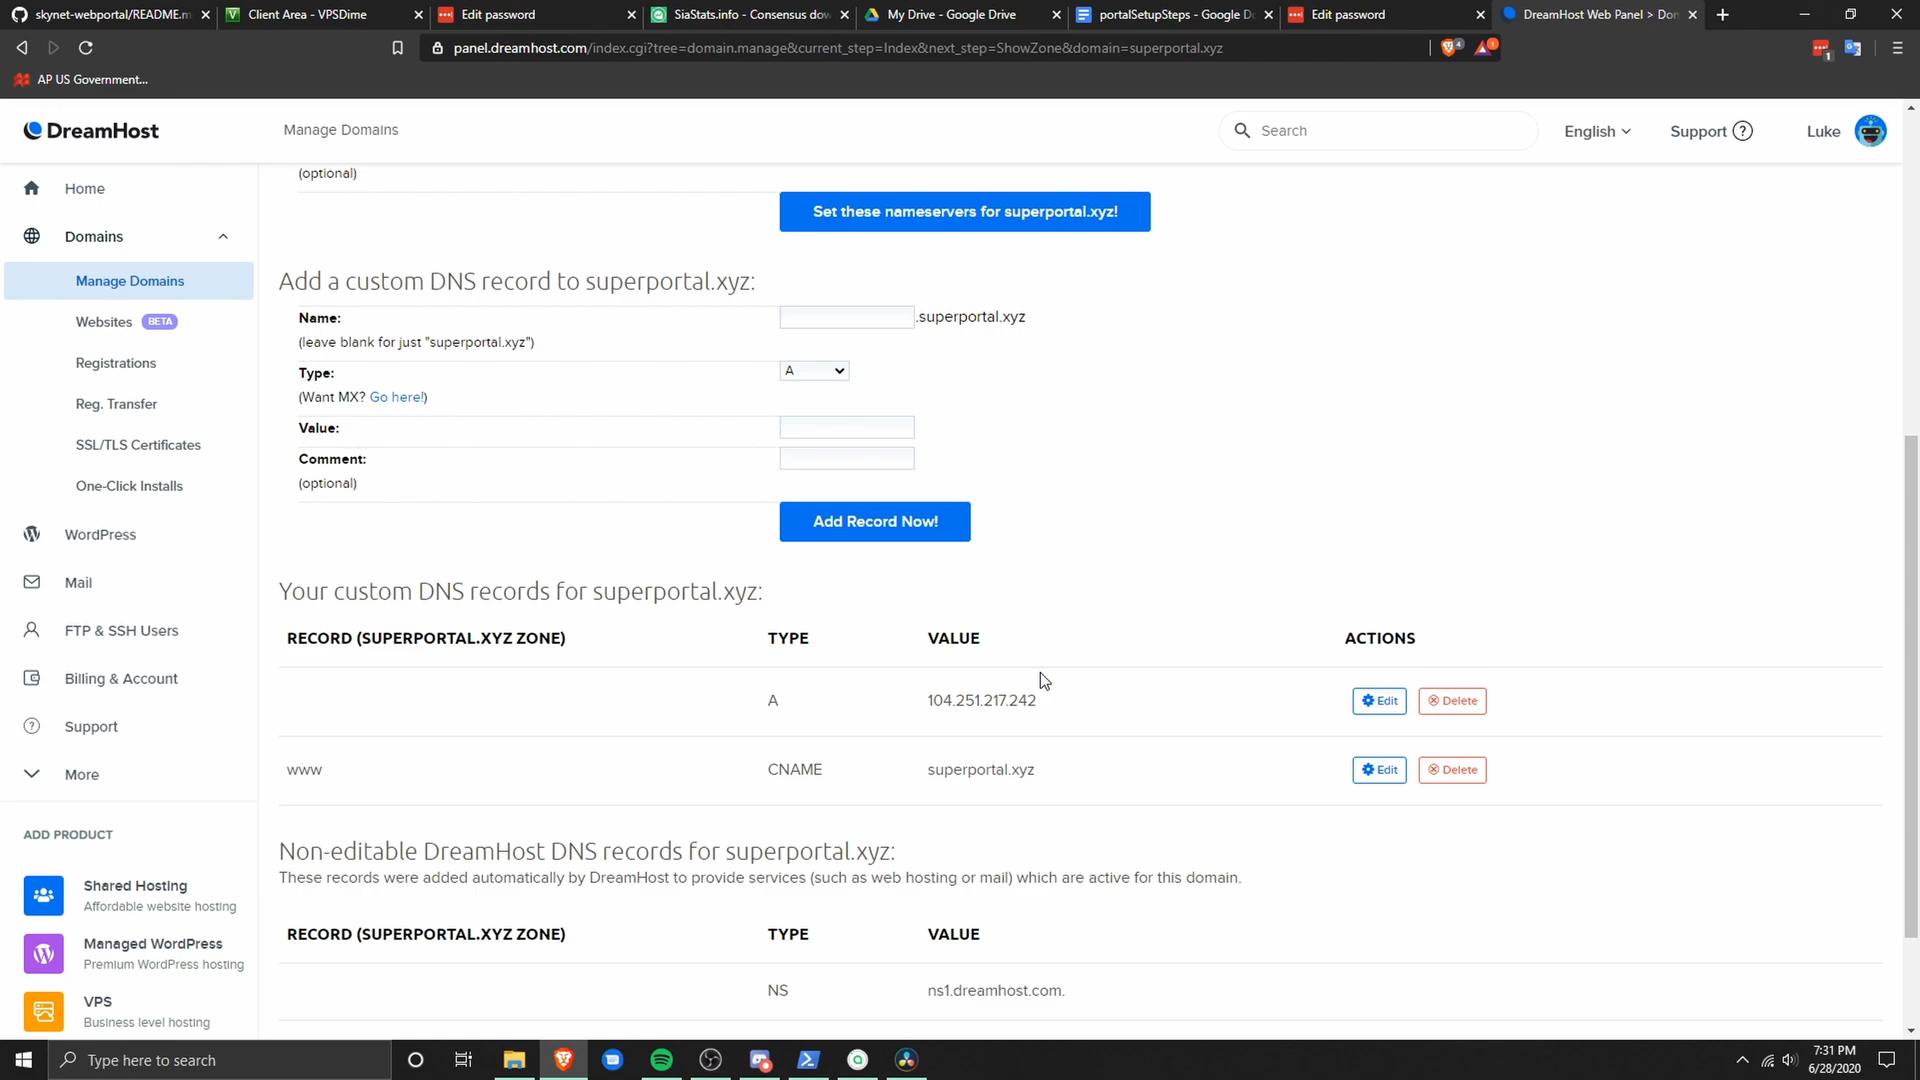 skynet-webportal/README.m
Client Area - VPSDime
Edit password
SiaStats.info - Consensus dow
My Drive - Google Drive
portalSetupSteps - Google Do
Edit password
DreamHost Web Panel > Don
panel.dreamhost.com/index.cgi?tree=domain.manage&current_step=Index&next_step=ShowZone&domain=superportal.xyz
4
1
1
AP US Government...
DreamHost
Manage Domains
Search
English
Support
Luke
Home
Domains
Manage Domains
Websites BETA
Registrations
Reg. Transfer
SSL/TLS Certificates
One-Click Installs
WordPress
Mail
FTP & SSH Users
Billing & Account
Support
More
ADD PRODUCT
Shared Hosting
Affordable website hosting
Managed WordPress
Premium WordPress hosting
VPS
Business level hosting
(optional)
Set these nameservers for superportal.xyz!
Add a custom DNS record to superportal.xyz:
Name:
.superportal.xyz
(leave blank for just "superportal.xyz")
Type:
A
(Want MX? Go here!)
Value:
Comment:
(optional)
Add Record Now!
Your custom DNS records for superportal.xyz:
RECORD (SUPERPORTAL.XYZ ZONE) TYPE VALUE ACTIONS
A 104.251.217.242 Edit Delete
www CNAME superportal.xyz Edit Delete
Non-editable DreamHost DNS records for superportal.xyz:
These records were added automatically by DreamHost to provide services (such as web hosting or mail) which are active for this domain.
RECORD (SUPERPORTAL.XYZ ZONE) TYPE VALUE
NS ns1.dreamhost.com.
Type here to search
7:31 PM
6/28/2020